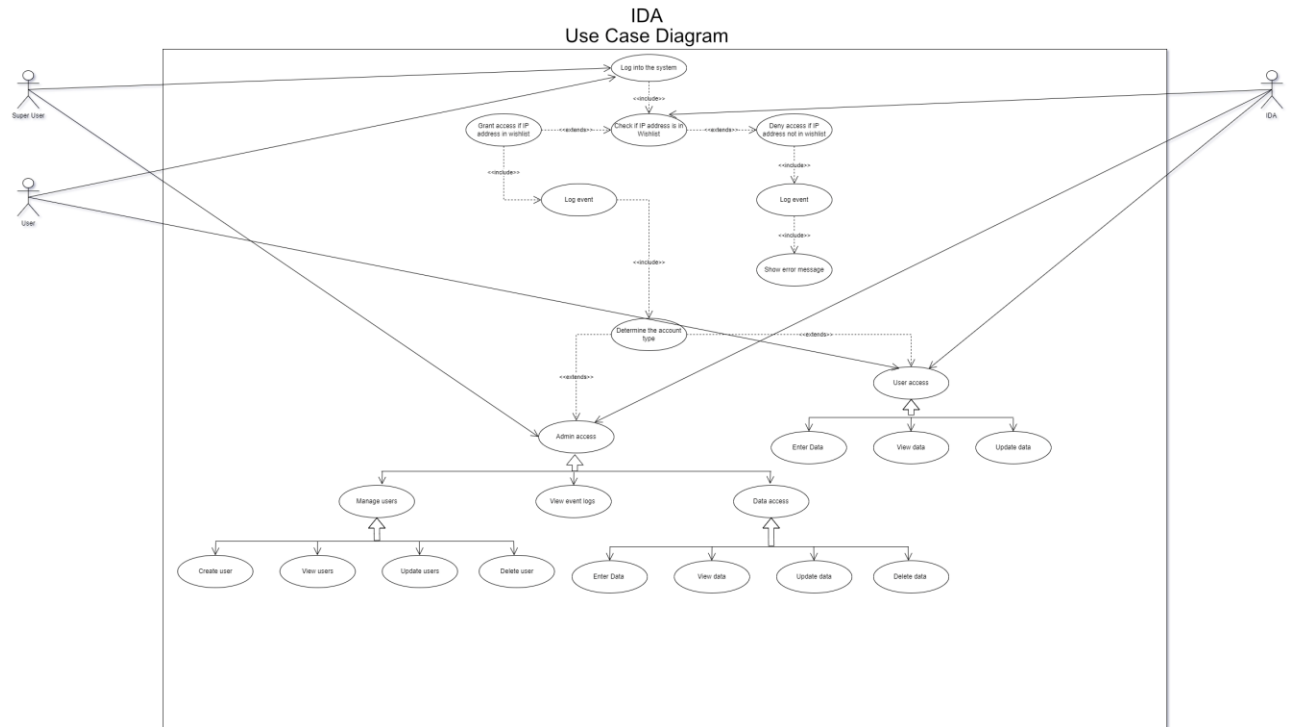 IDA
Use Case Diagram
Log into the system
Super User
IDA
<<include>>
Grant access if IP
address in wishlist
<<extends>>
Check if IP address is in
Wishlist
<<extends>>
Deny access if IP
address not in wishlist
<<include>>
<<include>>
User
Log event
Log event
<<include>>
<<include>>
Show error message
Determine the account
type
<<extends>>
<<extends>>
User access
Admin access
Enter Data
View data
Update data
Manage users
View event logs
Data access
Create user
View users
Update users
Delete user
Enter Data
View data
Update data
Delete data